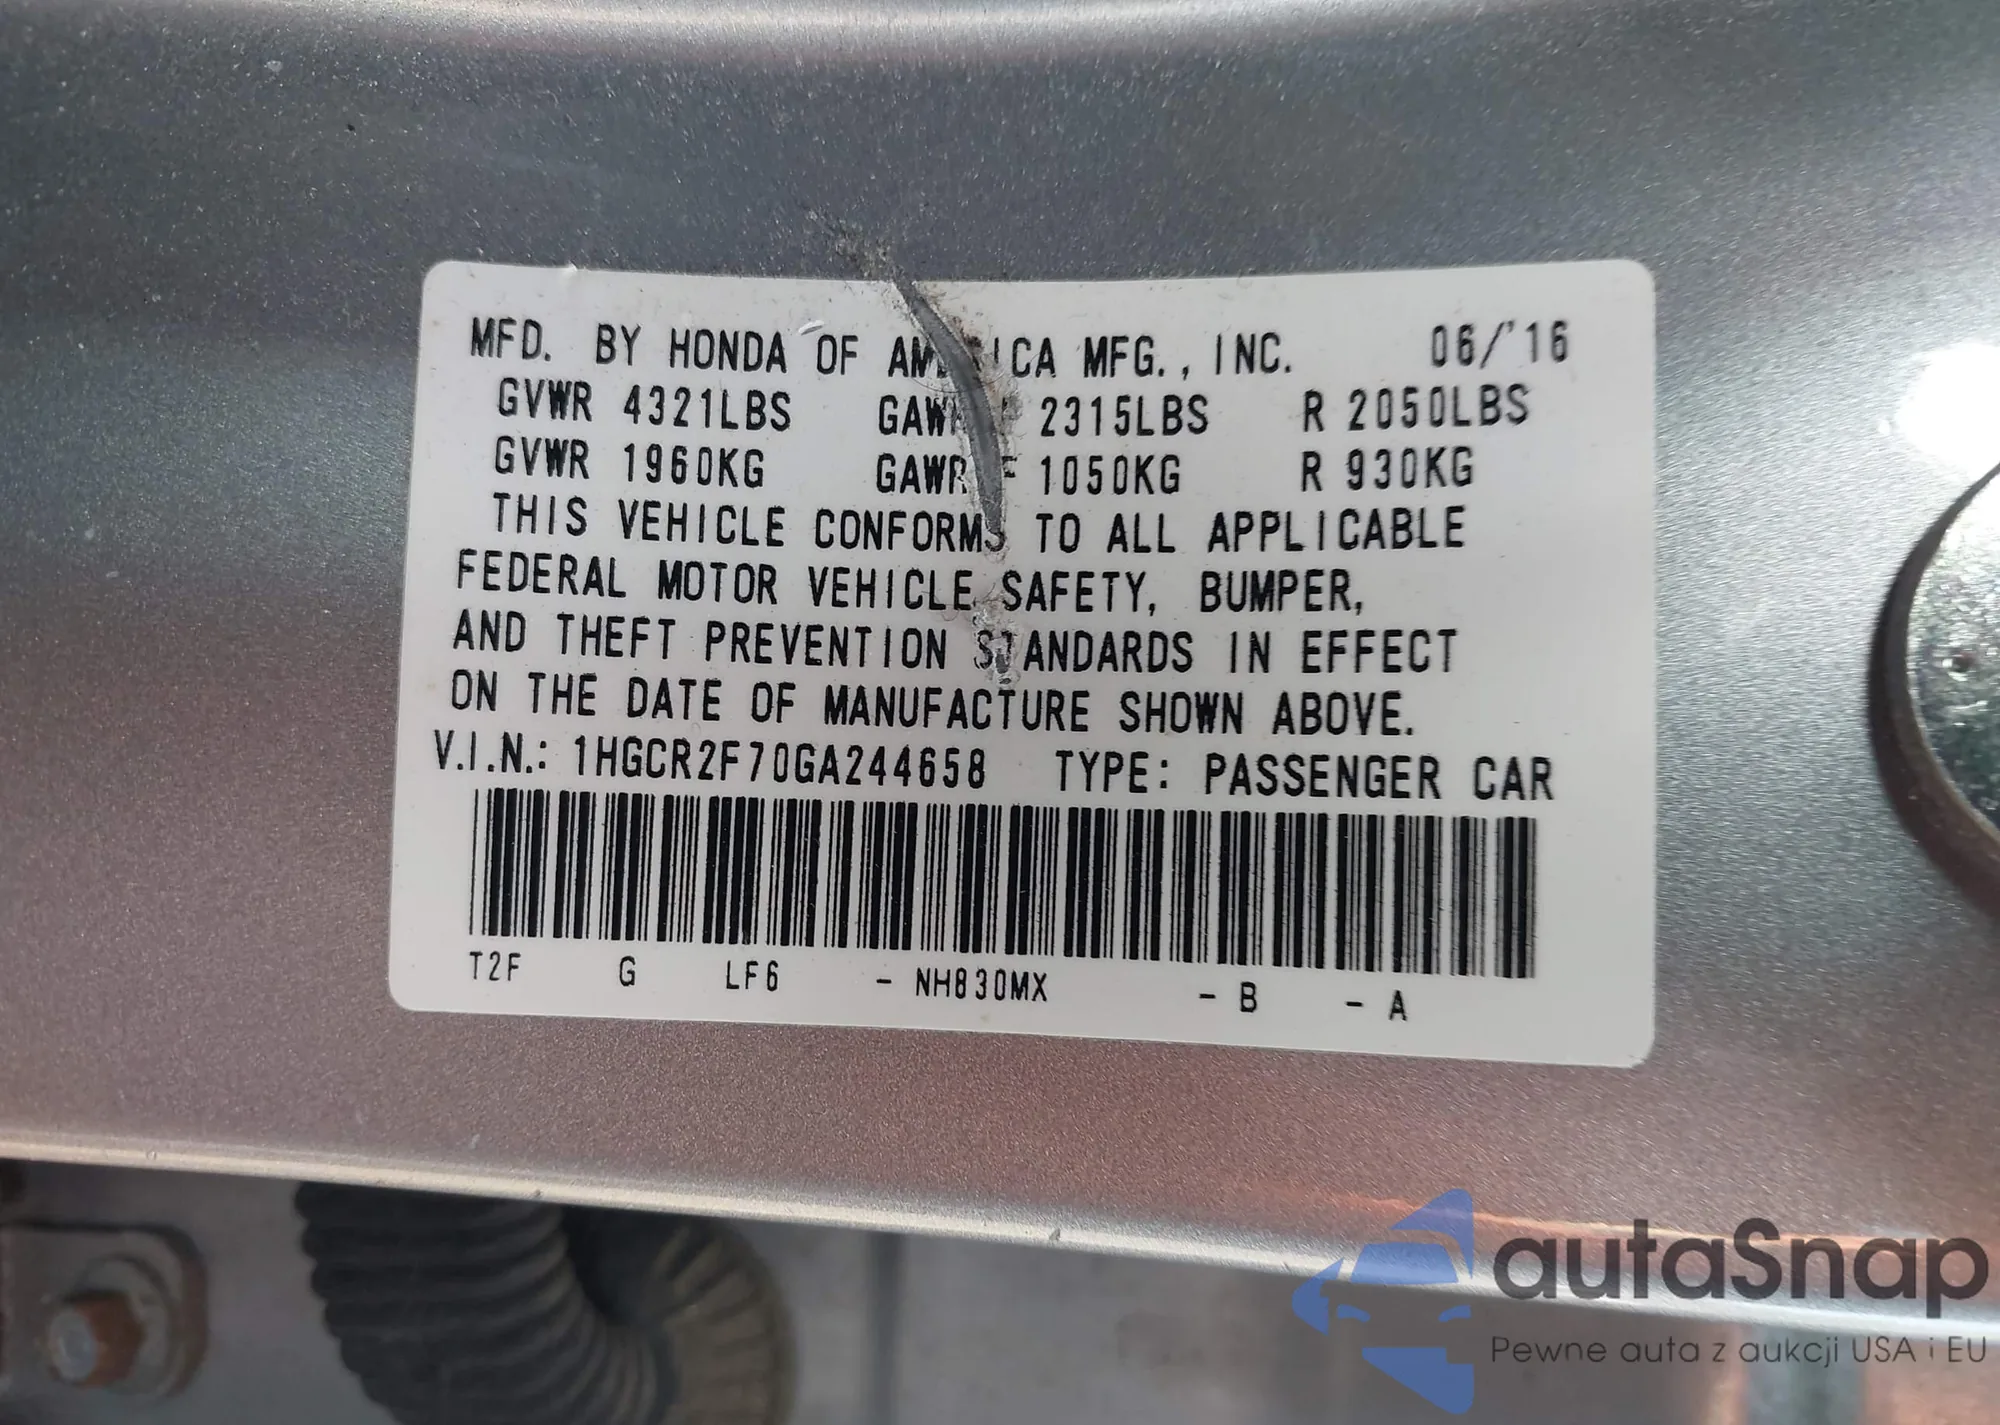 MFD. BY HONDA OF AMERICA MFG., INC. 06/'16
GVWR 4321LBS GAWR F 2315LBS R 2050LBS
GVWR 1960KG GAWR F 1050KG R 930KG
THIS VEHICLE CONFORMS TO ALL APPLICABLE
FEDERAL MOTOR VEHICLE SAFETY, BUMPER,
AND THEFT PREVENTION STANDARDS IN EFFECT
ON THE DATE OF MANUFACTURE SHOWN ABOVE.
V.I.N.: 1HGCR2F70GA244658 TYPE: PASSENGER CAR
T2F G LF6 - NH830MX - B - A
autaSnap
Pewne auta z aukcji USA i EU